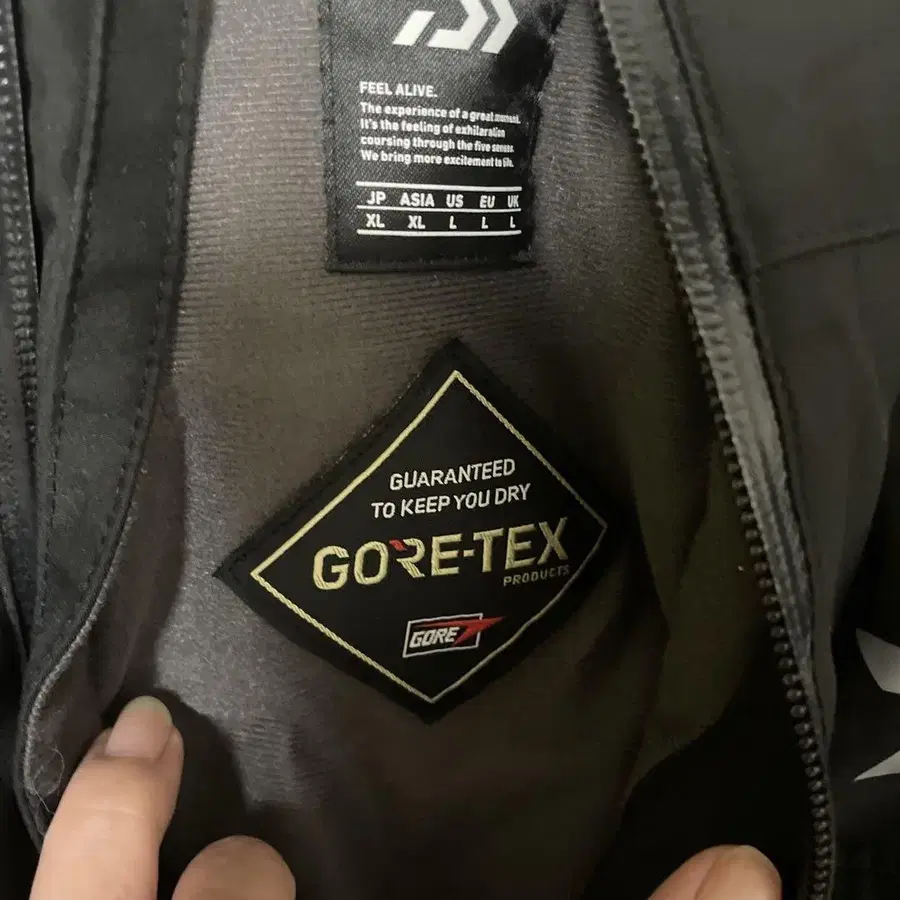 FEEL ALIVE.
The experience of a great moment.
It's the feeling of exhilaration
coursing through the five senses.
We bring more excitement to life.
JP ASIA US EU UK
XL XL L L L
GUARANTEED
TO KEEP YOU DRY
GORE-TEX
PRODUCTS
GORE